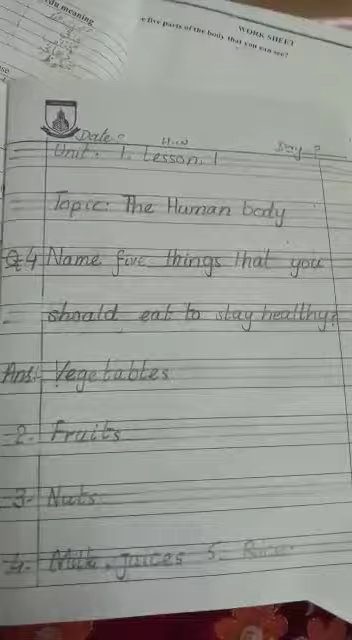 du meaning
WORK SHEET
e five parts of the body that you can see?
Date: H.W Day:
Unit: 1. Lesson. 1
Topic: The Human body
Q4 Name five things that you
should eat to stay healthy?
Ans:- Vegetables
2. Fruits
3- Nuts
4. Milk, juices 5. Rice